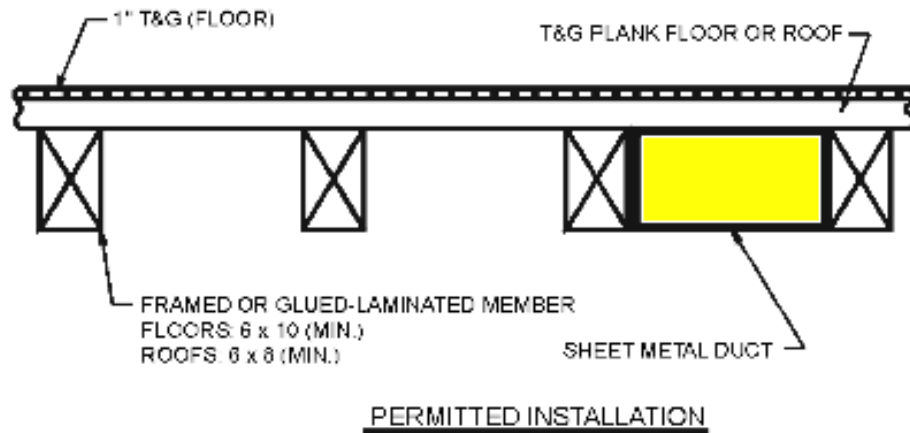 1" T&G (FLOOR)
T&G PLANK FLOOR OR ROOF
FRAMED OR GLUED-LAMINATED MEMBER
FLOORS: 6 x 10 (MIN.)
ROOFS: 6 x 8 (MIN.)
SHEET METAL DUCT
PERMITTED INSTALLATION